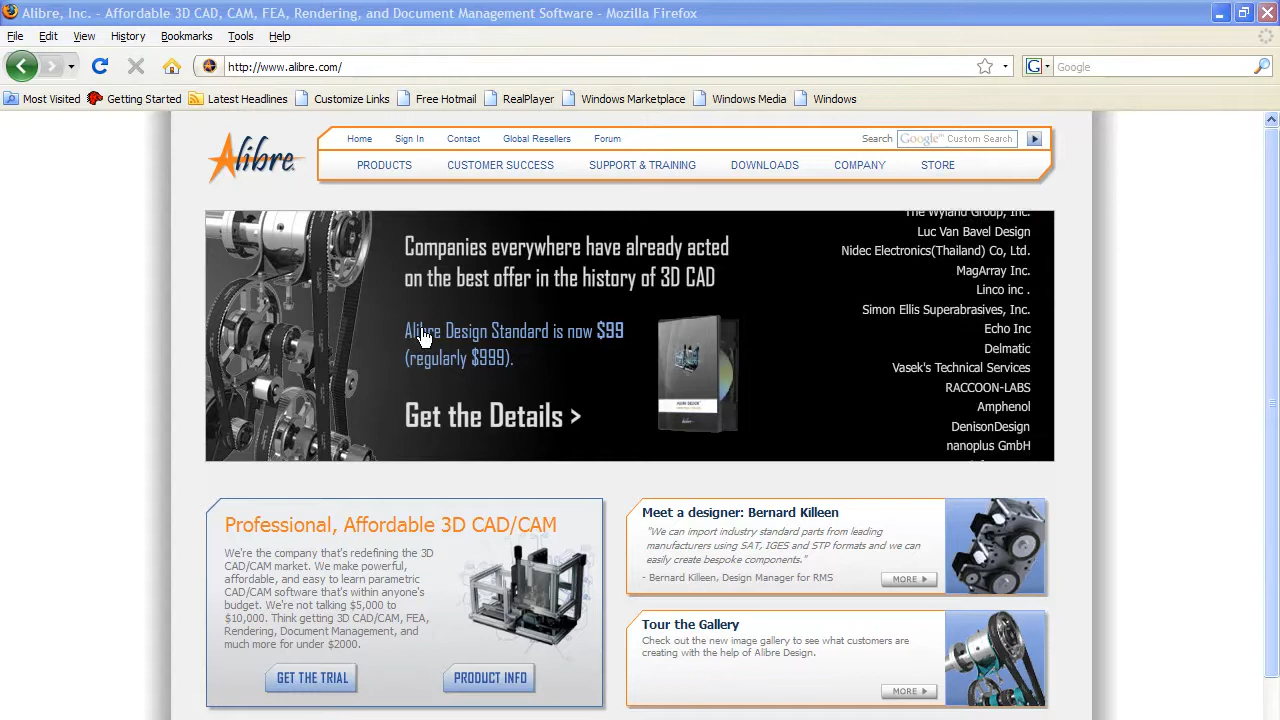 Alibre, Inc. - Affordable 3D CAD, CAM, FEA, Rendering, and Document Management Software - Mozilla Firefox
File Edit View History Bookmarks Tools Help
http://www.alibre.com/
G Google
Most Visited Getting Started Latest Headlines Customize Links Free Hotmail RealPlayer Windows Marketplace Windows Media Windows
Alibre
Home Sign In Contact Global Resellers Forum Search Google™ Custom Search
PRODUCTS CUSTOMER SUCCESS SUPPORT & TRAINING DOWNLOADS COMPANY STORE
Companies everywhere have already acted
on the best offer in the history of 3D CAD
Alibre Design Standard is now $99
(regularly $999).
Get the Details >
The Wyland Group, Inc.
Luc Van Bavel Design
Nidec Electronics(Thailand) Co, Ltd.
MagArray Inc.
Linco inc .
Simon Ellis Superabrasives, Inc.
Echo Inc
Delmatic
Vasek's Technical Services
RACCOON-LABS
Amphenol
DenisonDesign
nanoplus GmbH
Professional, Affordable 3D CAD/CAM
We're the company that's redefining the 3D
CAD/CAM market. We make powerful,
affordable, and easy to learn parametric
CAD/CAM software that's within anyone's
budget. We're not talking $5,000 to
$10,000. Think getting 3D CAD/CAM, FEA,
Rendering, Document Management, and
much more for under $2000.
GET THE TRIAL PRODUCT INFO
Meet a designer: Bernard Killeen
"We can import industry standard parts from leading
manufacturers using SAT, IGES and STP formats and we can
easily create bespoke components."
- Bernard Killeen, Design Manager for RMS
MORE
Tour the Gallery
Check out the new image gallery to see what customers are
creating with the help of Alibre Design.
MORE